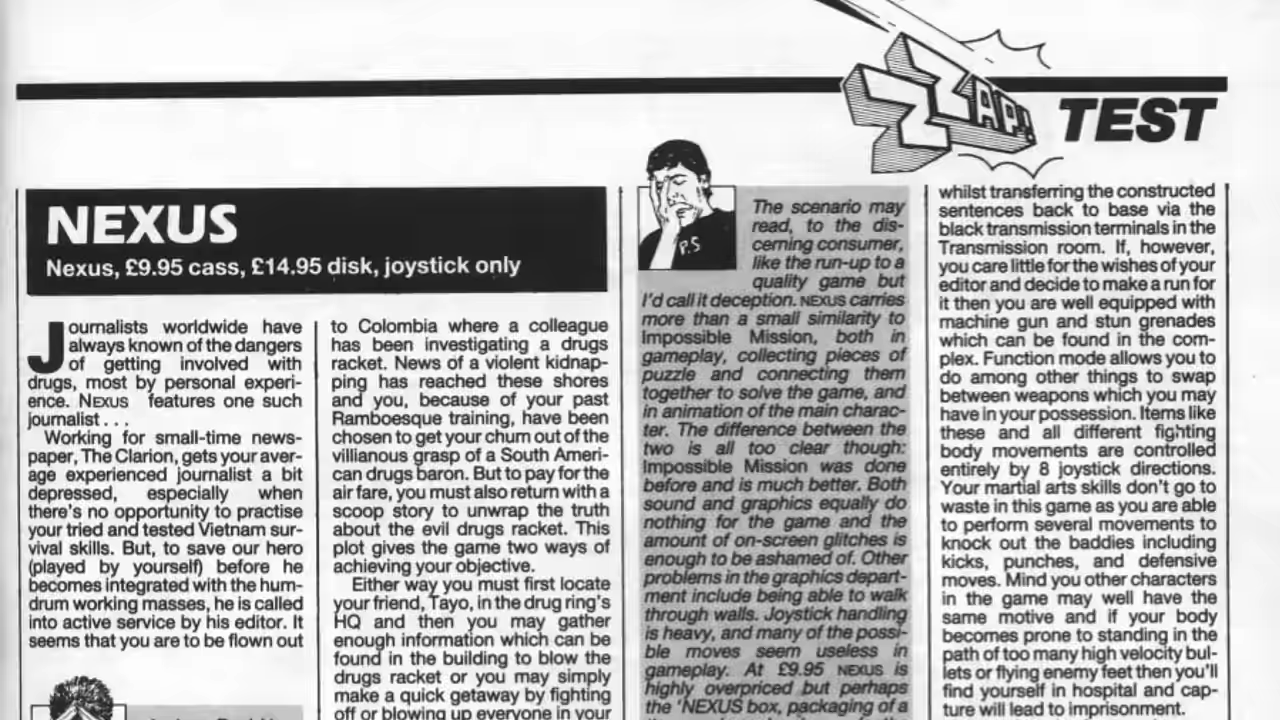 ZZAP! TEST
NEXUS
Nexus, £9.95 cass, £14.95 disk, joystick only
Journalists worldwide have
always known of the dangers
of getting involved with
drugs, most by personal experi-
ence. NEXUS features one such
journalist . . .
Working for small-time news-
paper, The Clarion, gets your aver-
age experienced journalist a bit
depressed, especially when
there's no opportunity to practise
your tried and tested Vietnam sur-
vival skills. But, to save our hero
(played by yourself) before he
becomes integrated with the hum-
drum working masses, he is called
into active service by his editor. It
seems that you are to be flown out
to Colombia where a colleague
has been investigating a drugs
racket. News of a violent kidnap-
ping has reached these shores
and you, because of your past
Ramboesque training, have been
chosen to get your chum out of the
villianous grasp of a South Ameri-
can drugs baron. But to pay for the
air fare, you must also return with a
scoop story to unwrap the truth
about the evil drugs racket. This
plot gives the game two ways of
achieving your objective.
Either way you must first locate
your friend, Tayo, in the drug ring's
HQ and then you may gather
enough information which can be
found in the building to blow the
drugs racket or you may simply
make a quick getaway by fighting
off or blowing up everyone in your
P.S
The scenario may
read, to the dis-
cerning consumer,
like the run-up to a
quality game but
I'd call it deception. NEXUS carries
more than a small similarity to
Impossible Mission, both in
gameplay, collecting pieces of
puzzle and connecting them
together to solve the game, and
in animation of the main charac-
ter. The difference between the
two is all too clear though:
Impossible Mission was done
before and is much better. Both
sound and graphics equally do
nothing for the game and the
amount of on-screen glitches is
enough to be ashamed of. Other
problems in the graphics depart-
ment include being able to walk
through walls. Joystick handling
is heavy, and many of the possi-
ble moves seem useless in
gameplay. At £9.95 NEXUS is
highly overpriced but perhaps
the 'NEXUS box, packaging of a
whilst transferring the constructed
sentences back to base via the
black transmission terminals in the
Transmission room. If, however,
you care little for the wishes of your
editor and decide to make a run for
it then you are well equipped with
machine gun and stun grenades
which can be found in the com-
plex. Function mode allows you to
do among other things to swap
between weapons which you may
have in your possession. Items like
these and all different fighting
body movements are controlled
entirely by 8 joystick directions.
Your martial arts skills don't go to
waste in this game as you are able
to perform several movements to
knock out the baddies including
kicks, punches, and defensive
moves. Mind you other characters
in the game may well have the
same motive and if your body
becomes prone to standing in the
path of too many high velocity bul-
lets or flying enemy feet then you'll
find yourself in hospital and cap-
ture will lead to imprisonment.